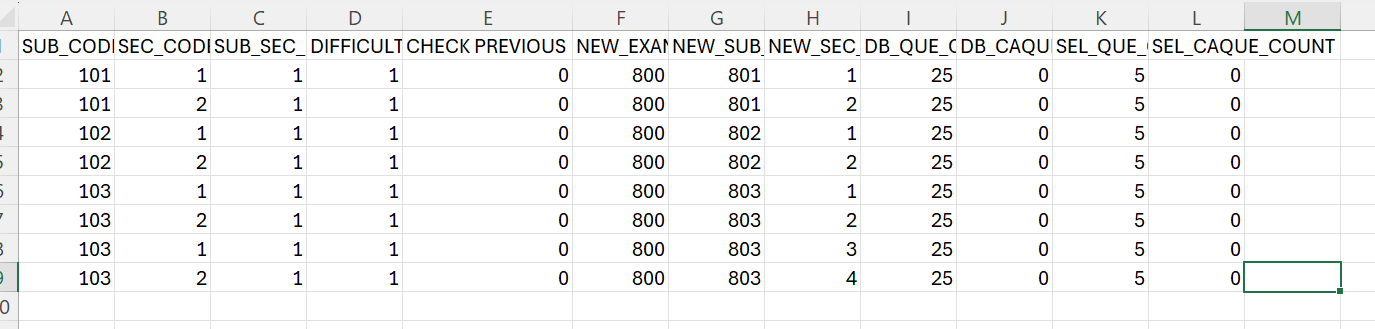 A B C D E F G H I J K L M
SUB_CODI SEC_CODI SUB_SEC_ DIFFICULT CHECK PREVIOUS NEW_EXAN NEW_SUB_ NEW_SEC_ DB_QUE_C DB_CAQU SEL_QUE_ SEL_CAQUE_COUNT
2 101 1 1 1 0 800 801 1 25 0 5 0
3 101 2 1 1 0 800 801 2 25 0 5 0
4 102 1 1 1 0 800 802 1 25 0 5 0
5 102 2 1 1 0 800 802 2 25 0 5 0
6 103 1 1 1 0 800 803 1 25 0 5 0
7 103 2 1 1 0 800 803 2 25 0 5 0
8 103 1 1 1 0 800 803 3 25 0 5 0
9 103 2 1 1 0 800 803 4 25 0 5 0
0